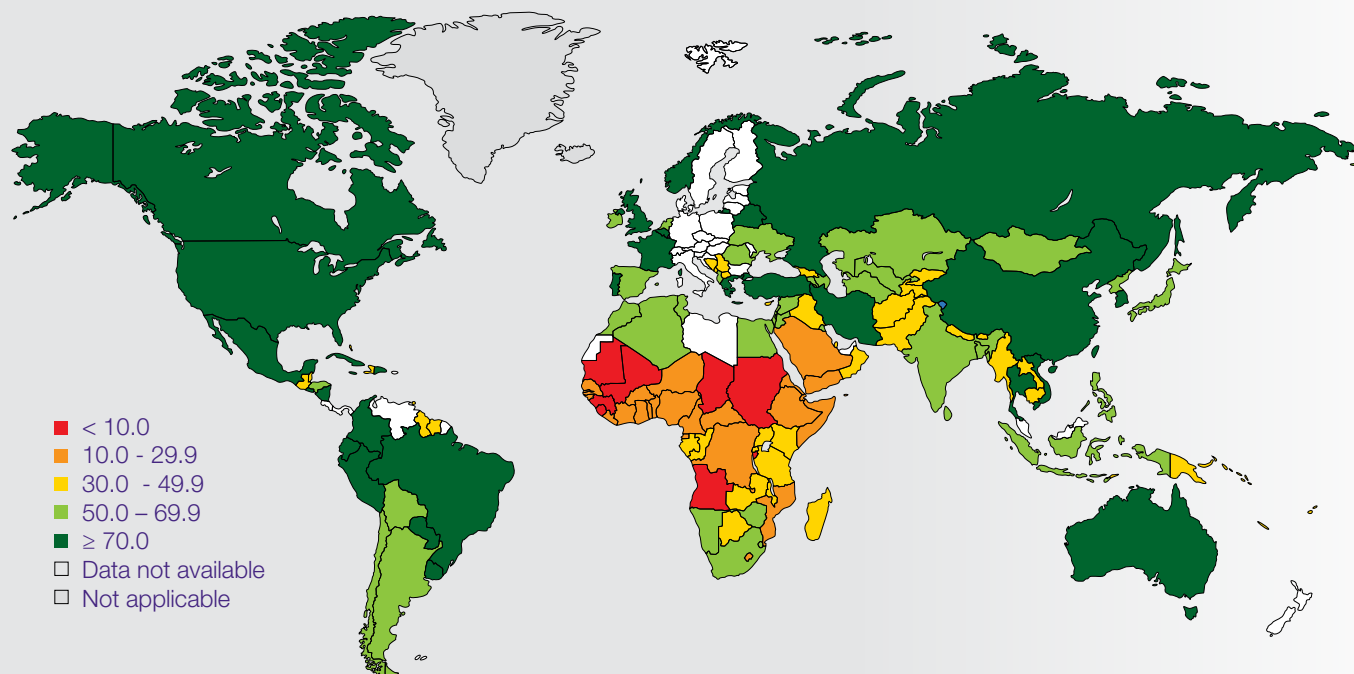 < 10.0
10.0 - 29.9
30.0 - 49.9
50.0 – 69.9
≥ 70.0
Data not available
Not applicable